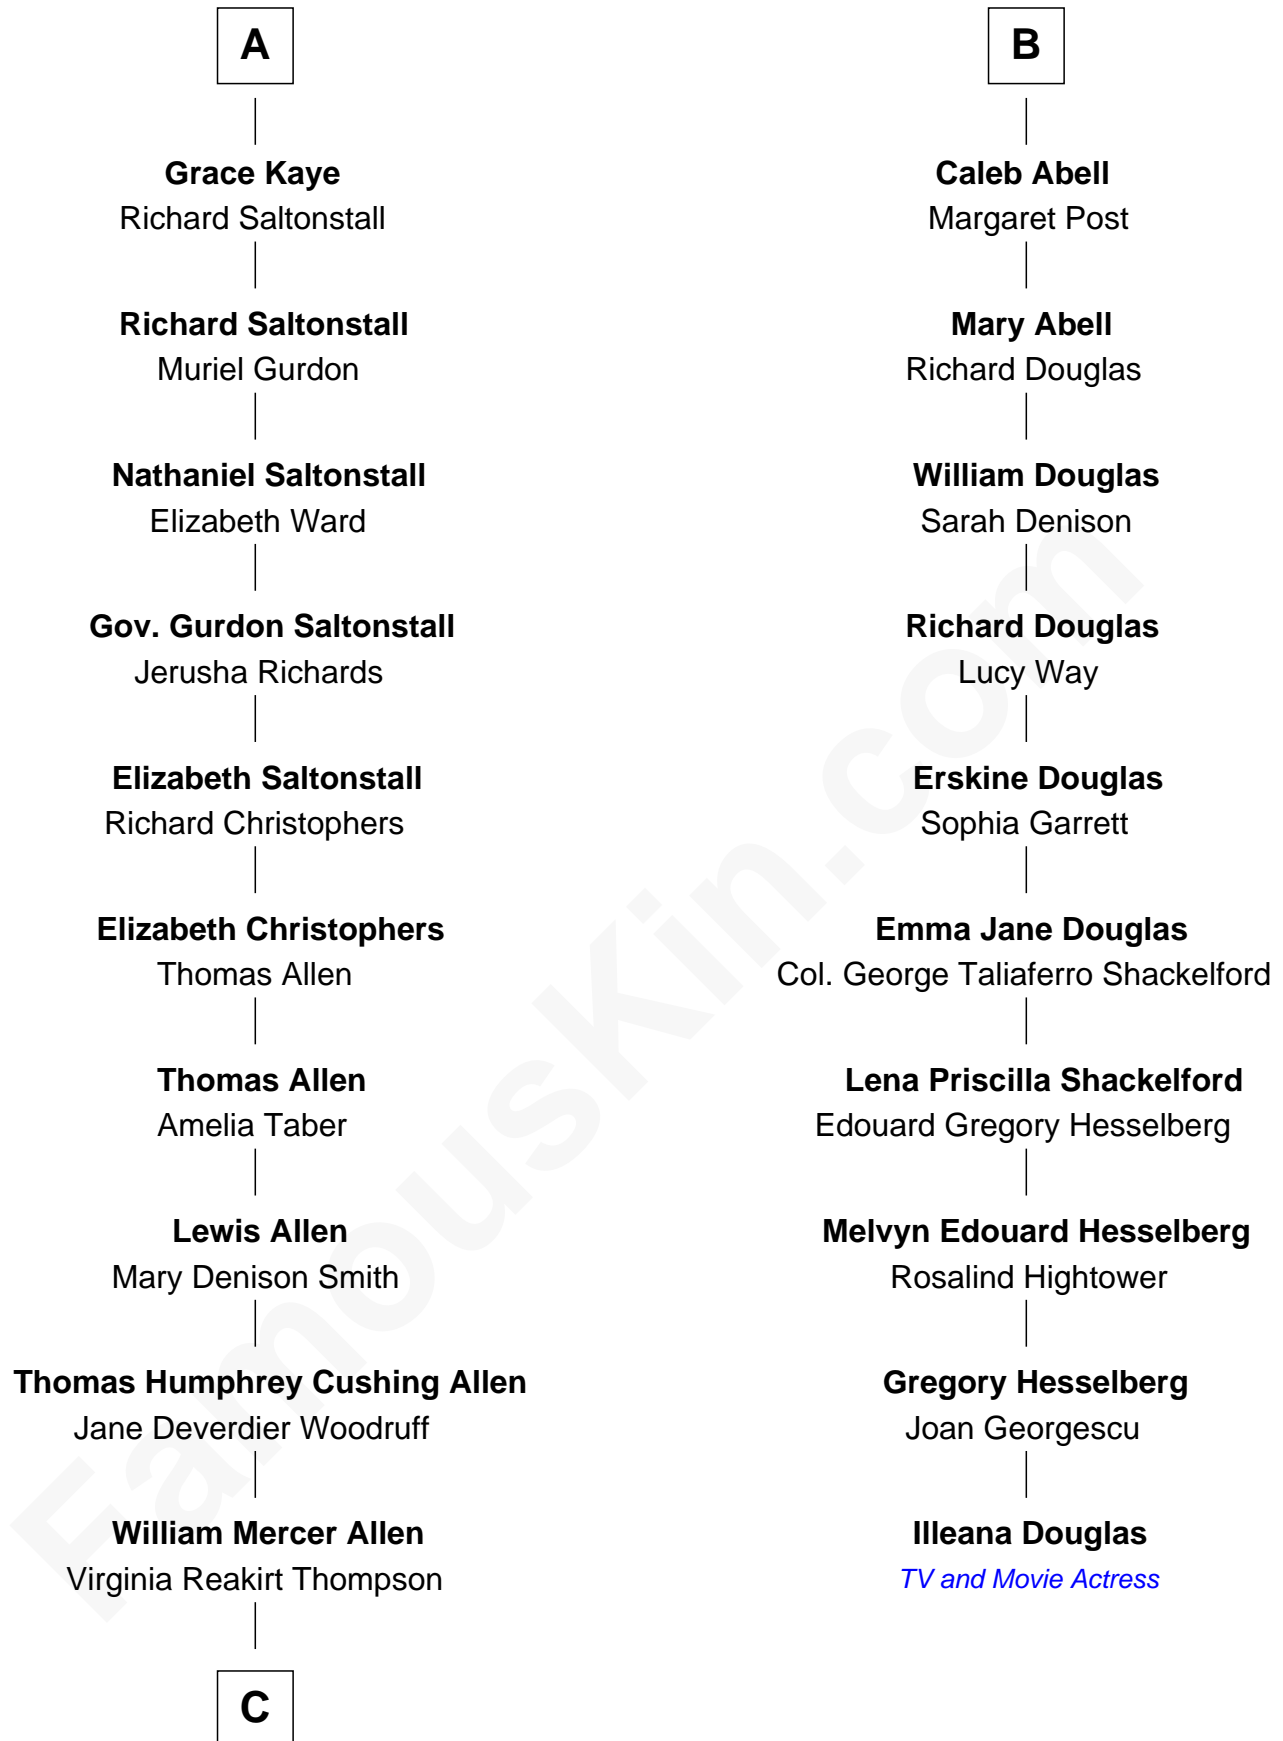 A
Grace Kaye
Richard Saltonstall
Richard Saltonstall
Muriel Gurdon
Nathaniel Saltonstall
Elizabeth Ward
Gov. Gurdon Saltonstall
Jerusha Richards
Elizabeth Saltonstall
Richard Christophers
Elizabeth Christophers
Thomas Allen
Thomas Allen
Amelia Taber
Lewis Allen
Mary Denison Smith
Thomas Humphrey Cushing Allen
Jane Deverdier Woodruff
William Mercer Allen
Virginia Reakirt Thompson
C
B
Caleb Abell
Margaret Post
Mary Abell
Richard Douglas
William Douglas
Sarah Denison
Richard Douglas
Lucy Way
Erskine Douglas
Sophia Garrett
Emma Jane Douglas
Col. George Taliaferro Shackelford
Lena Priscilla Shackelford
Edouard Gregory Hesselberg
Melvyn Edouard Hesselberg
Rosalind Hightower
Gregory Hesselberg
Joan Georgescu
Illeana Douglas
TV and Movie Actress
FamousKin.com